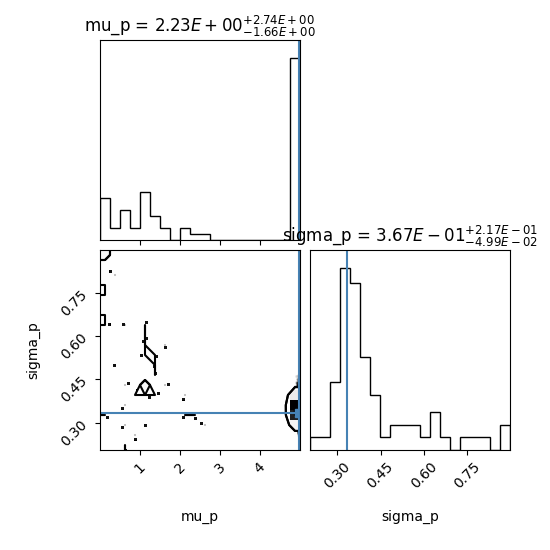 mu_p = 2.23E + 00+2.74E+00
−1.66E+00
sigma_p = 3.67E − 01+2.17E−01
−4.99E−02
0.75
0.60
0.45
0.30
sigma_p
1 2 3 4
0.30 0.45 0.60 0.75
mu_p
sigma_p